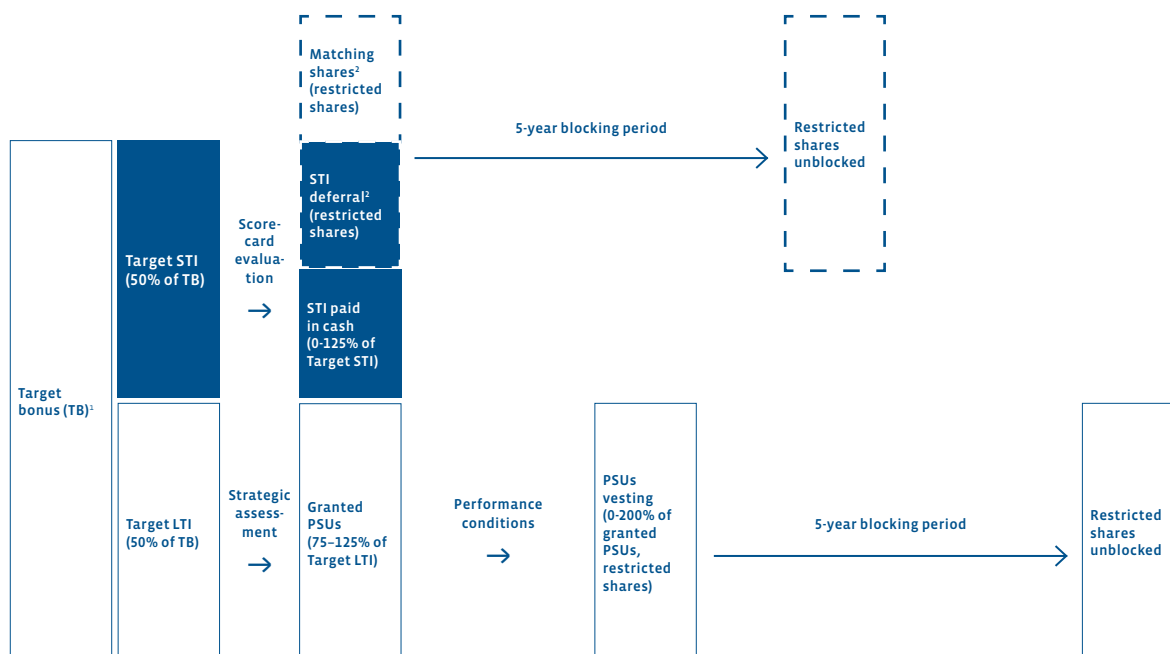 Matching
shares²
(restricted
shares)
5-year blocking period
Restricted
shares
unblocked
STI
deferral²
(restricted
shares)
Score-
card
evalua-
tion
Target STI
(50% of TB)
STI paid
in cash
(0-125% of
Target STI)
Target
bonus (TB)¹
Target LTI
(50% of TB)
Strategic
assess-
ment
Granted
PSUs
(75–125% of
Target LTI)
Performance
conditions
PSUs
vesting
(0-200% of
granted
PSUs,
restricted
shares)
5-year blocking period
Restricted
shares
unblocked